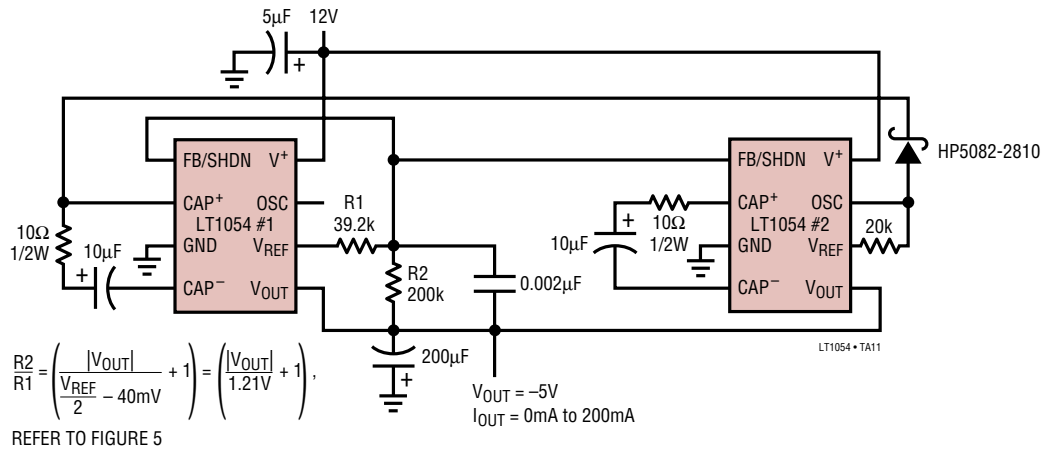 5µF 12V
+
FB/SHDN V+
CAP+ OSC
LT1054 #1
GND VREF
CAP– VOUT
10Ω
1/2W
10µF
+
R1
39.2k
R2
200k
0.002µF
200µF
+
VOUT = –5V
IOUT = 0mA to 200mA
10µF
+
10Ω
1/2W
FB/SHDN V+
CAP+ OSC
LT1054 #2
GND VREF
CAP– VOUT
20k
HP5082-2810
LT1054 • TA11
R2/R1 = (|VOUT|/(VREF/2 – 40mV) + 1) = (|VOUT|/1.21V + 1),
REFER TO FIGURE 5